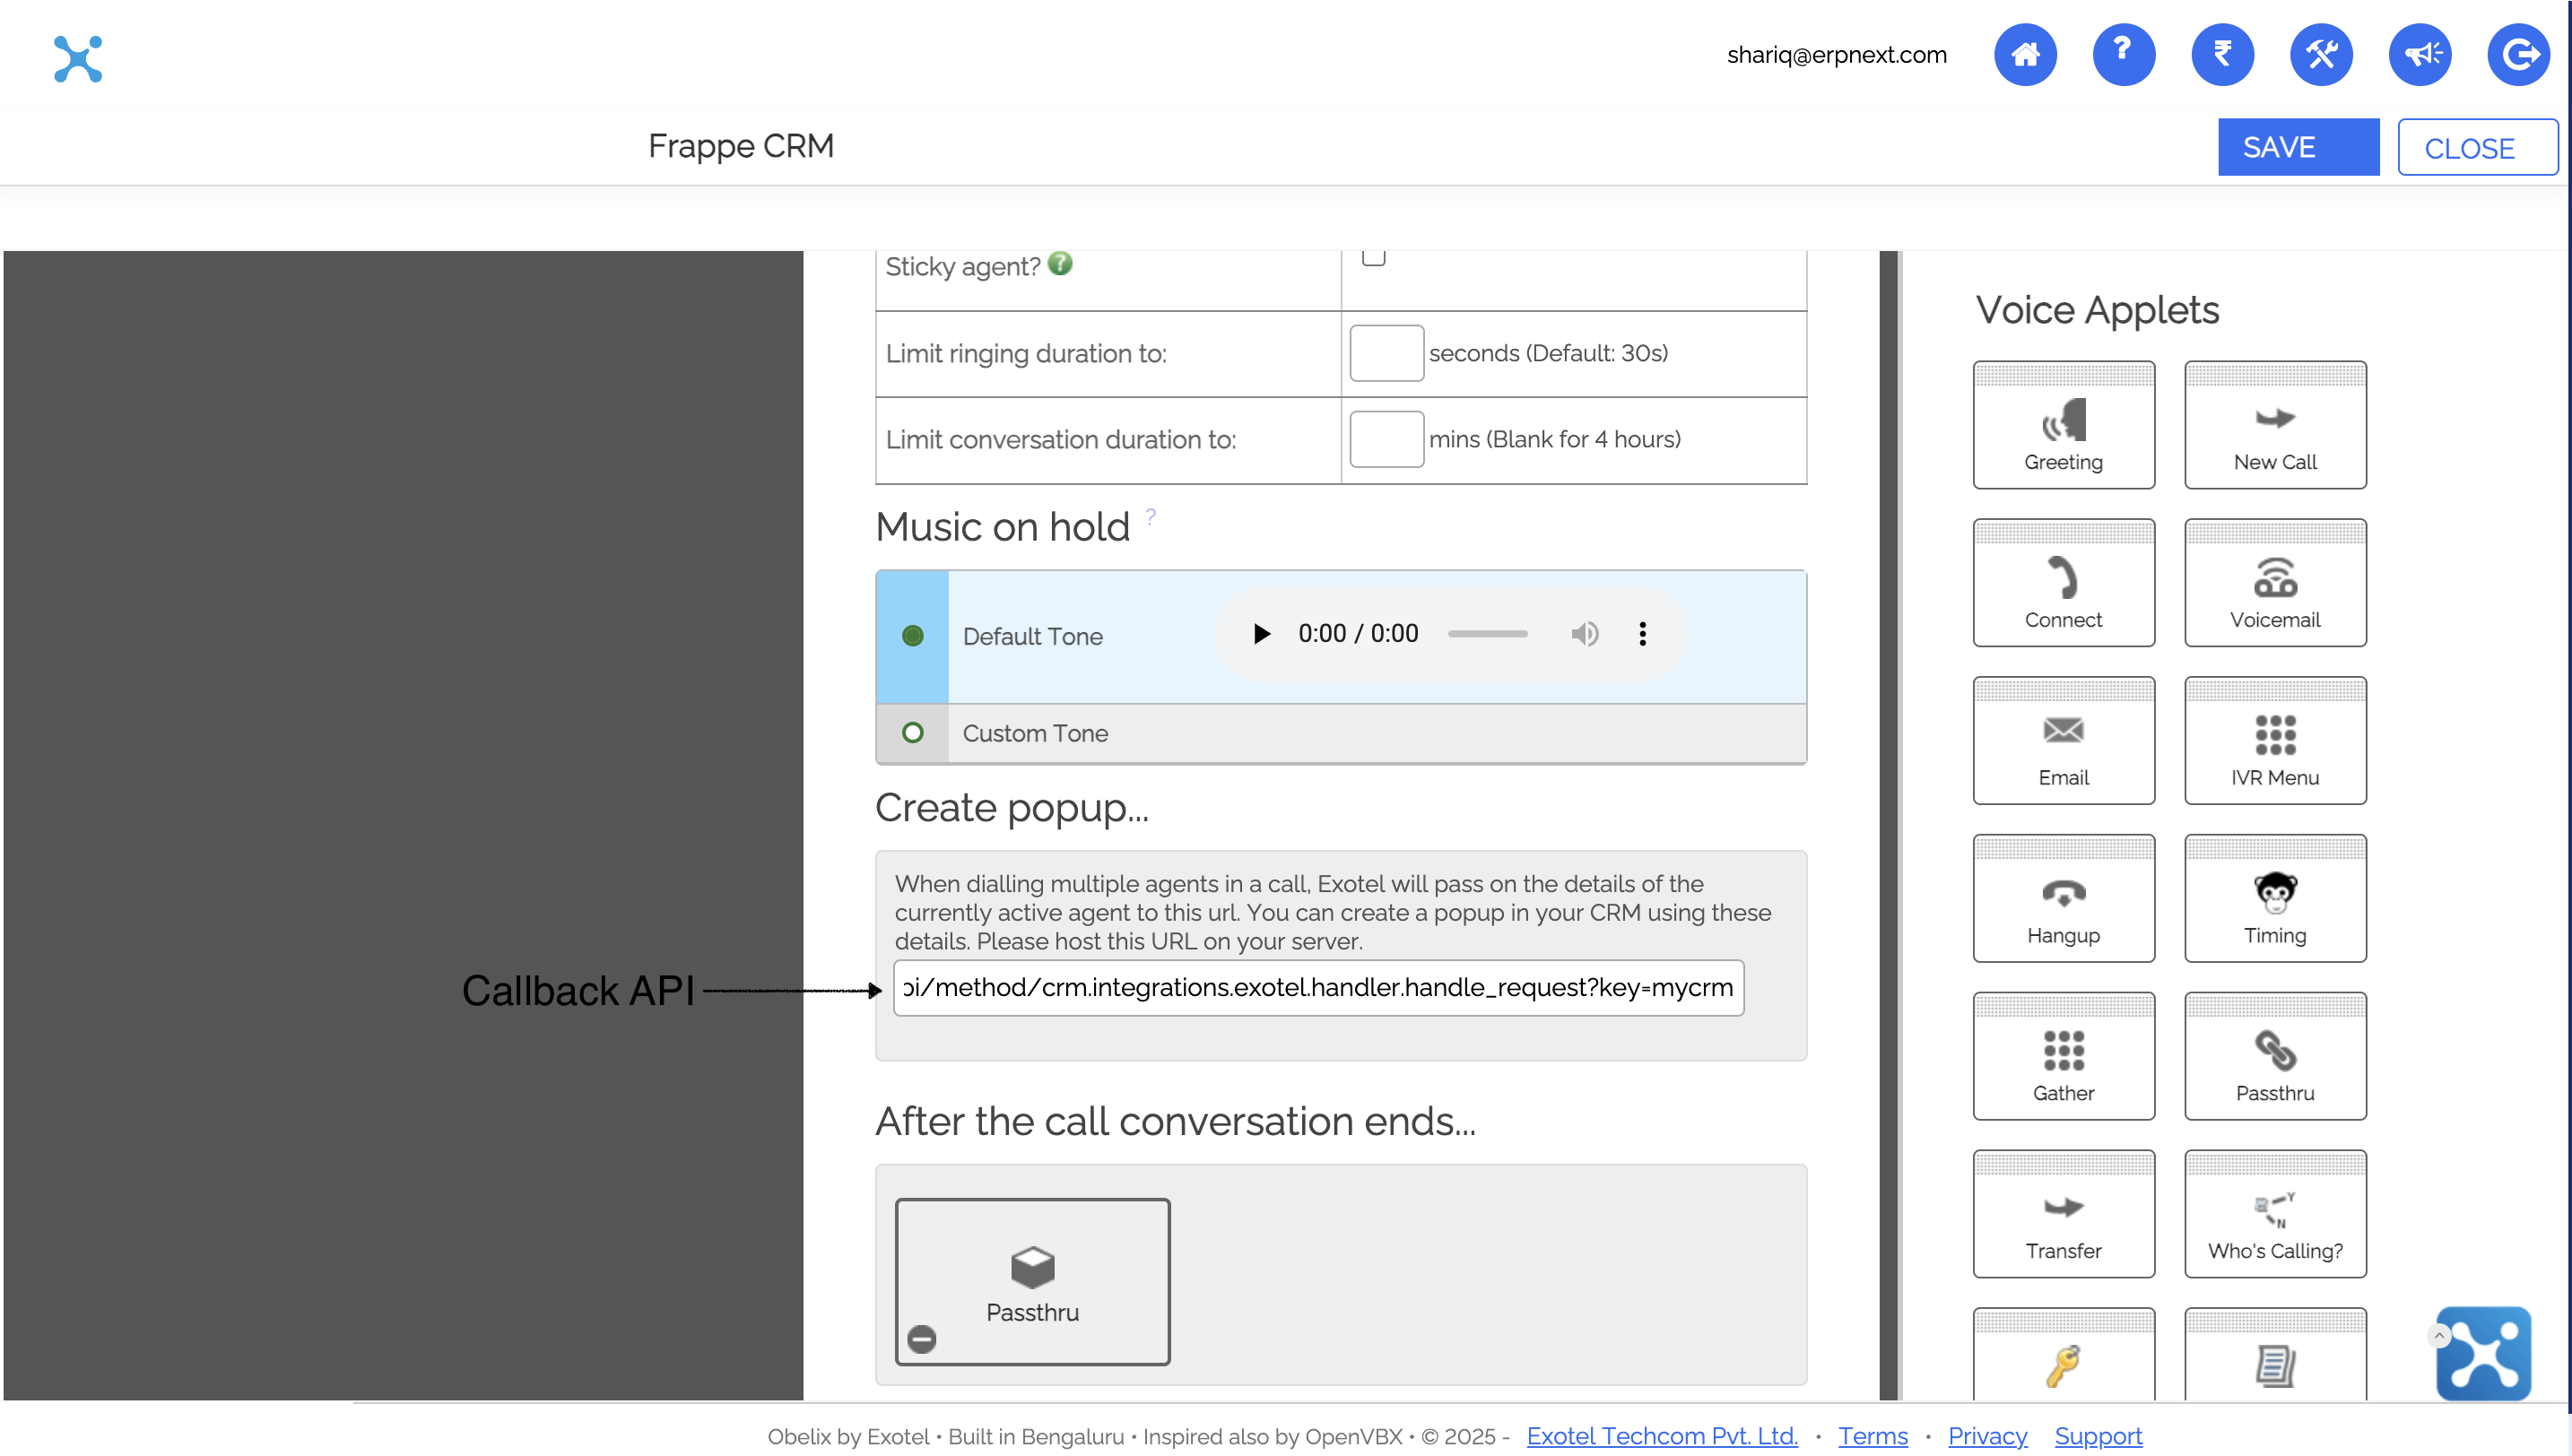 shariq@erpnext.com
Frappe CRM
SAVE
CLOSE
Sticky agent?
Limit ringing duration to:
seconds (Default: 30s)
Limit conversation duration to:
mins (Blank for 4 hours)
Music on hold ?
Default Tone
0:00 / 0:00
Custom Tone
Create popup...
When dialling multiple agents in a call, Exotel will pass on the details of the
currently active agent to this url. You can create a popup in your CRM using these
details. Please host this URL on your server.
Callback API
pi/method/crm.integrations.exotel.handler.handle_request?key=mycrm
After the call conversation ends...
Passthru
Voice Applets
Greeting
New Call
Connect
Voicemail
Email
IVR Menu
Hangup
Timing
Gather
Passthru
Transfer
Y
N
Who's Calling?
Obelix by Exotel • Built in Bengaluru • Inspired also by OpenVBX • © 2025 - Exotel Techcom Pvt. Ltd. • Terms • Privacy Support